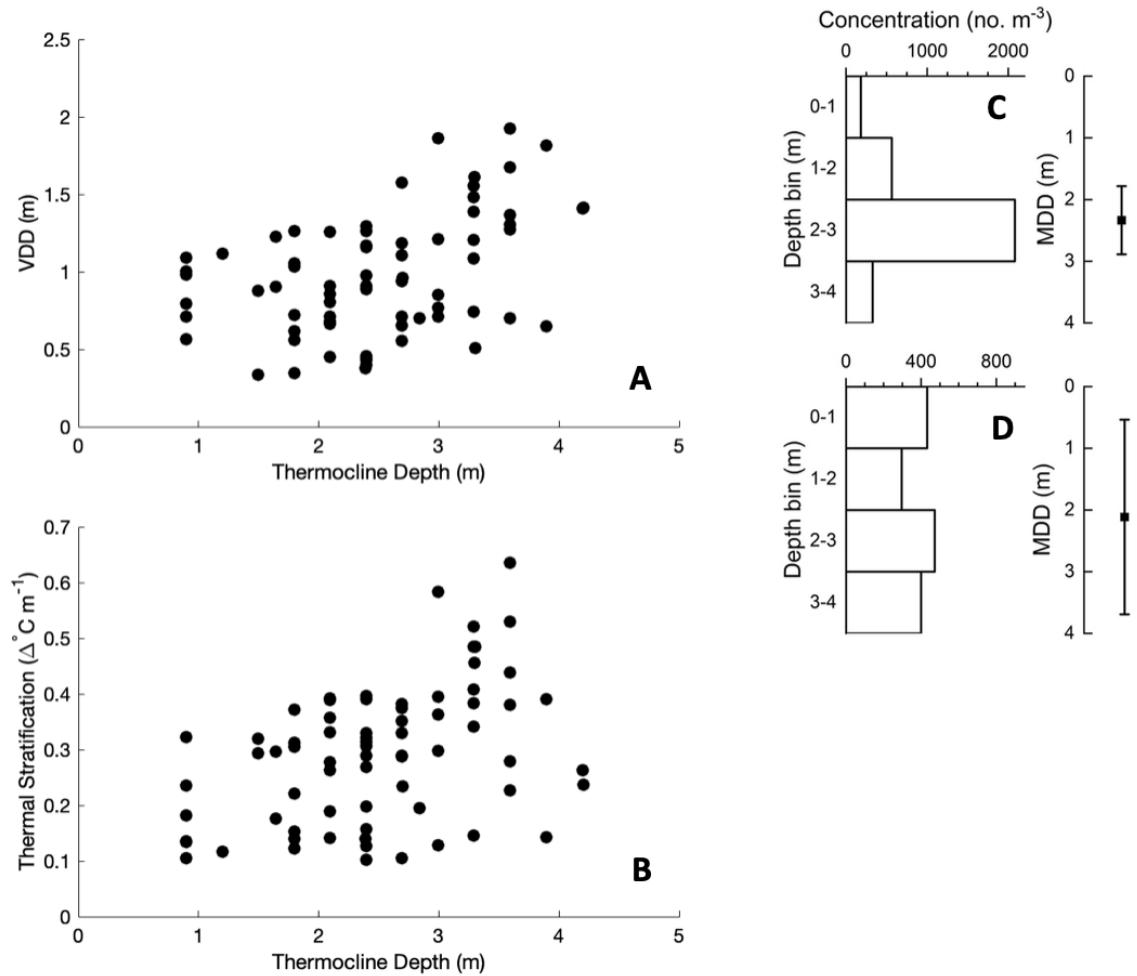 2.5
2
1.5
1
0.5
0
VDD (m)
0 1 2 3 4 5
Thermocline Depth (m)
A
0.7
0.6
0.5
0.4
0.3
0.2
0.1
0
Thermal Stratification (Δ°C m⁻¹)
0 1 2 3 4 5
Thermocline Depth (m)
B
Concentration (no. m⁻³)
0 1000 2000
C
Depth bin (m)
0-1
1-2
2-3
3-4
MDD (m)
0
1
2
3
4
0 400 800
D
Depth bin (m)
0-1
1-2
2-3
3-4
MDD (m)
0
1
2
3
4